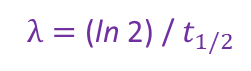 λ = (ln 2) / t₁/₂